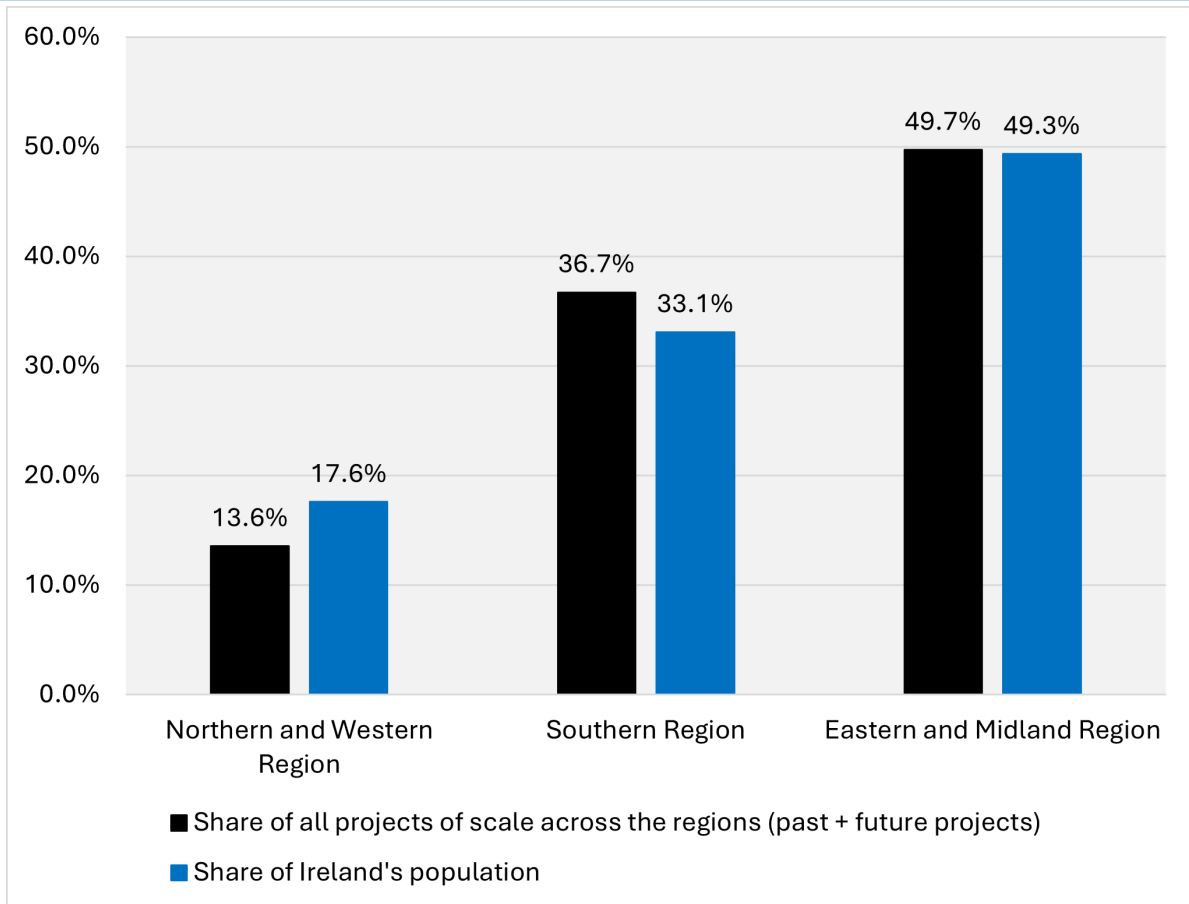 60.0%
50.0%
40.0%
30.0%
20.0%
10.0%
0.0%
13.6%
17.6%
36.7%
33.1%
49.7%
49.3%
Northern and Western
Region
Southern Region
Eastern and Midland Region
Share of all projects of scale across the regions (past + future projects)
Share of Ireland's population